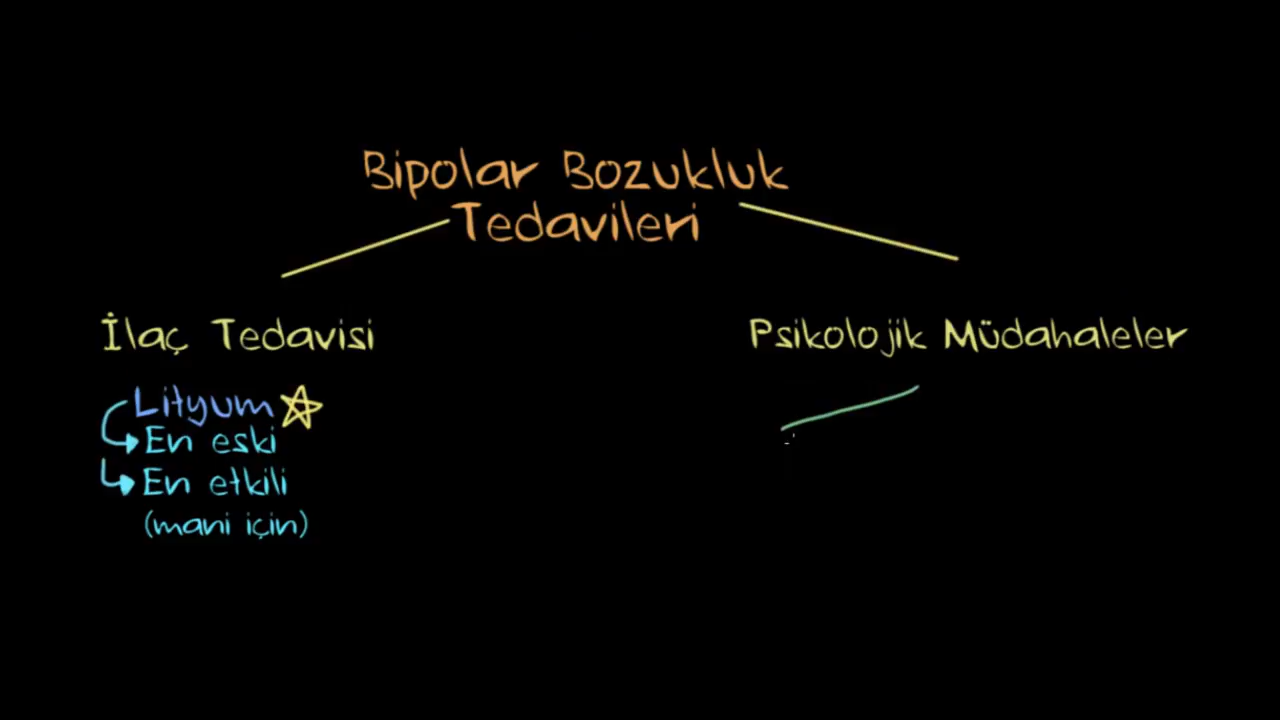 Bipolar Bozukluk
Tedavileri
İlaç Tedavisi
Lityum
En eski
En etkili
(mani için)
Psikolojik Müdahaleler